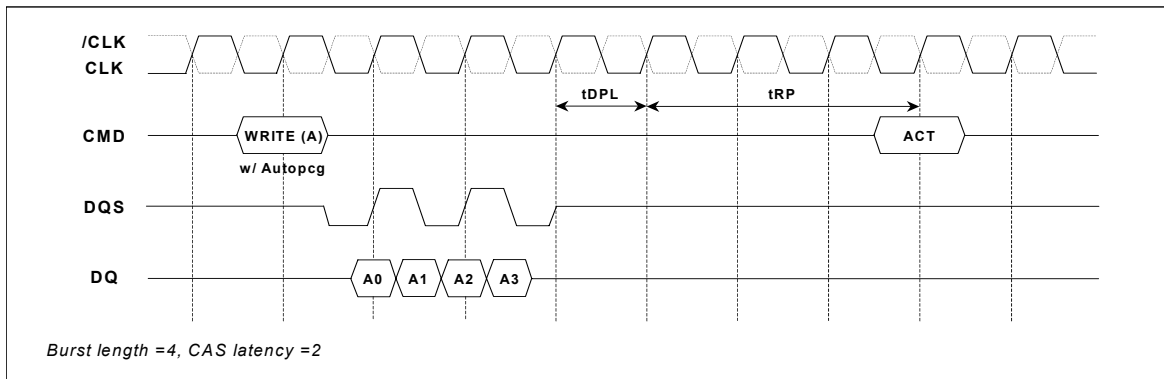 /CLK
CLK
tDPL tRP
CMD WRITE (A) ACT
w/ Autopcg
DQS
DQ A0 A1 A2 A3
Burst length =4, CAS latency =2